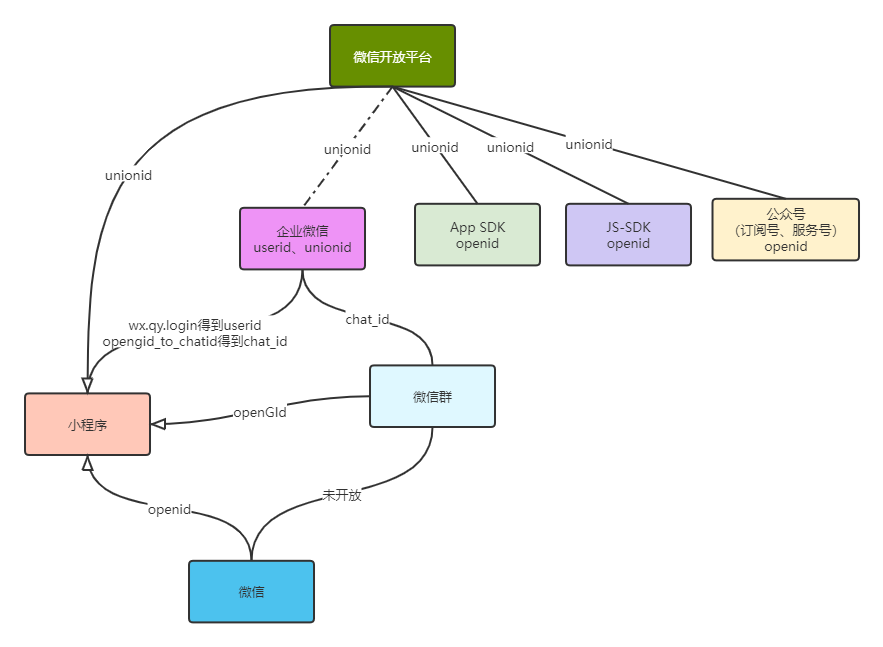 微信开放平台
unionid
unionid
unionid
unionid
unionid
企业微信
userid、unionid
App SDK
openid
JS-SDK
openid
公众号
（订阅号、服务号）
openid
wx.qy.login得到userid
opengid_to_chatid得到chat_id
chat_id
小程序
openGId
微信群
openid
未开放
微信